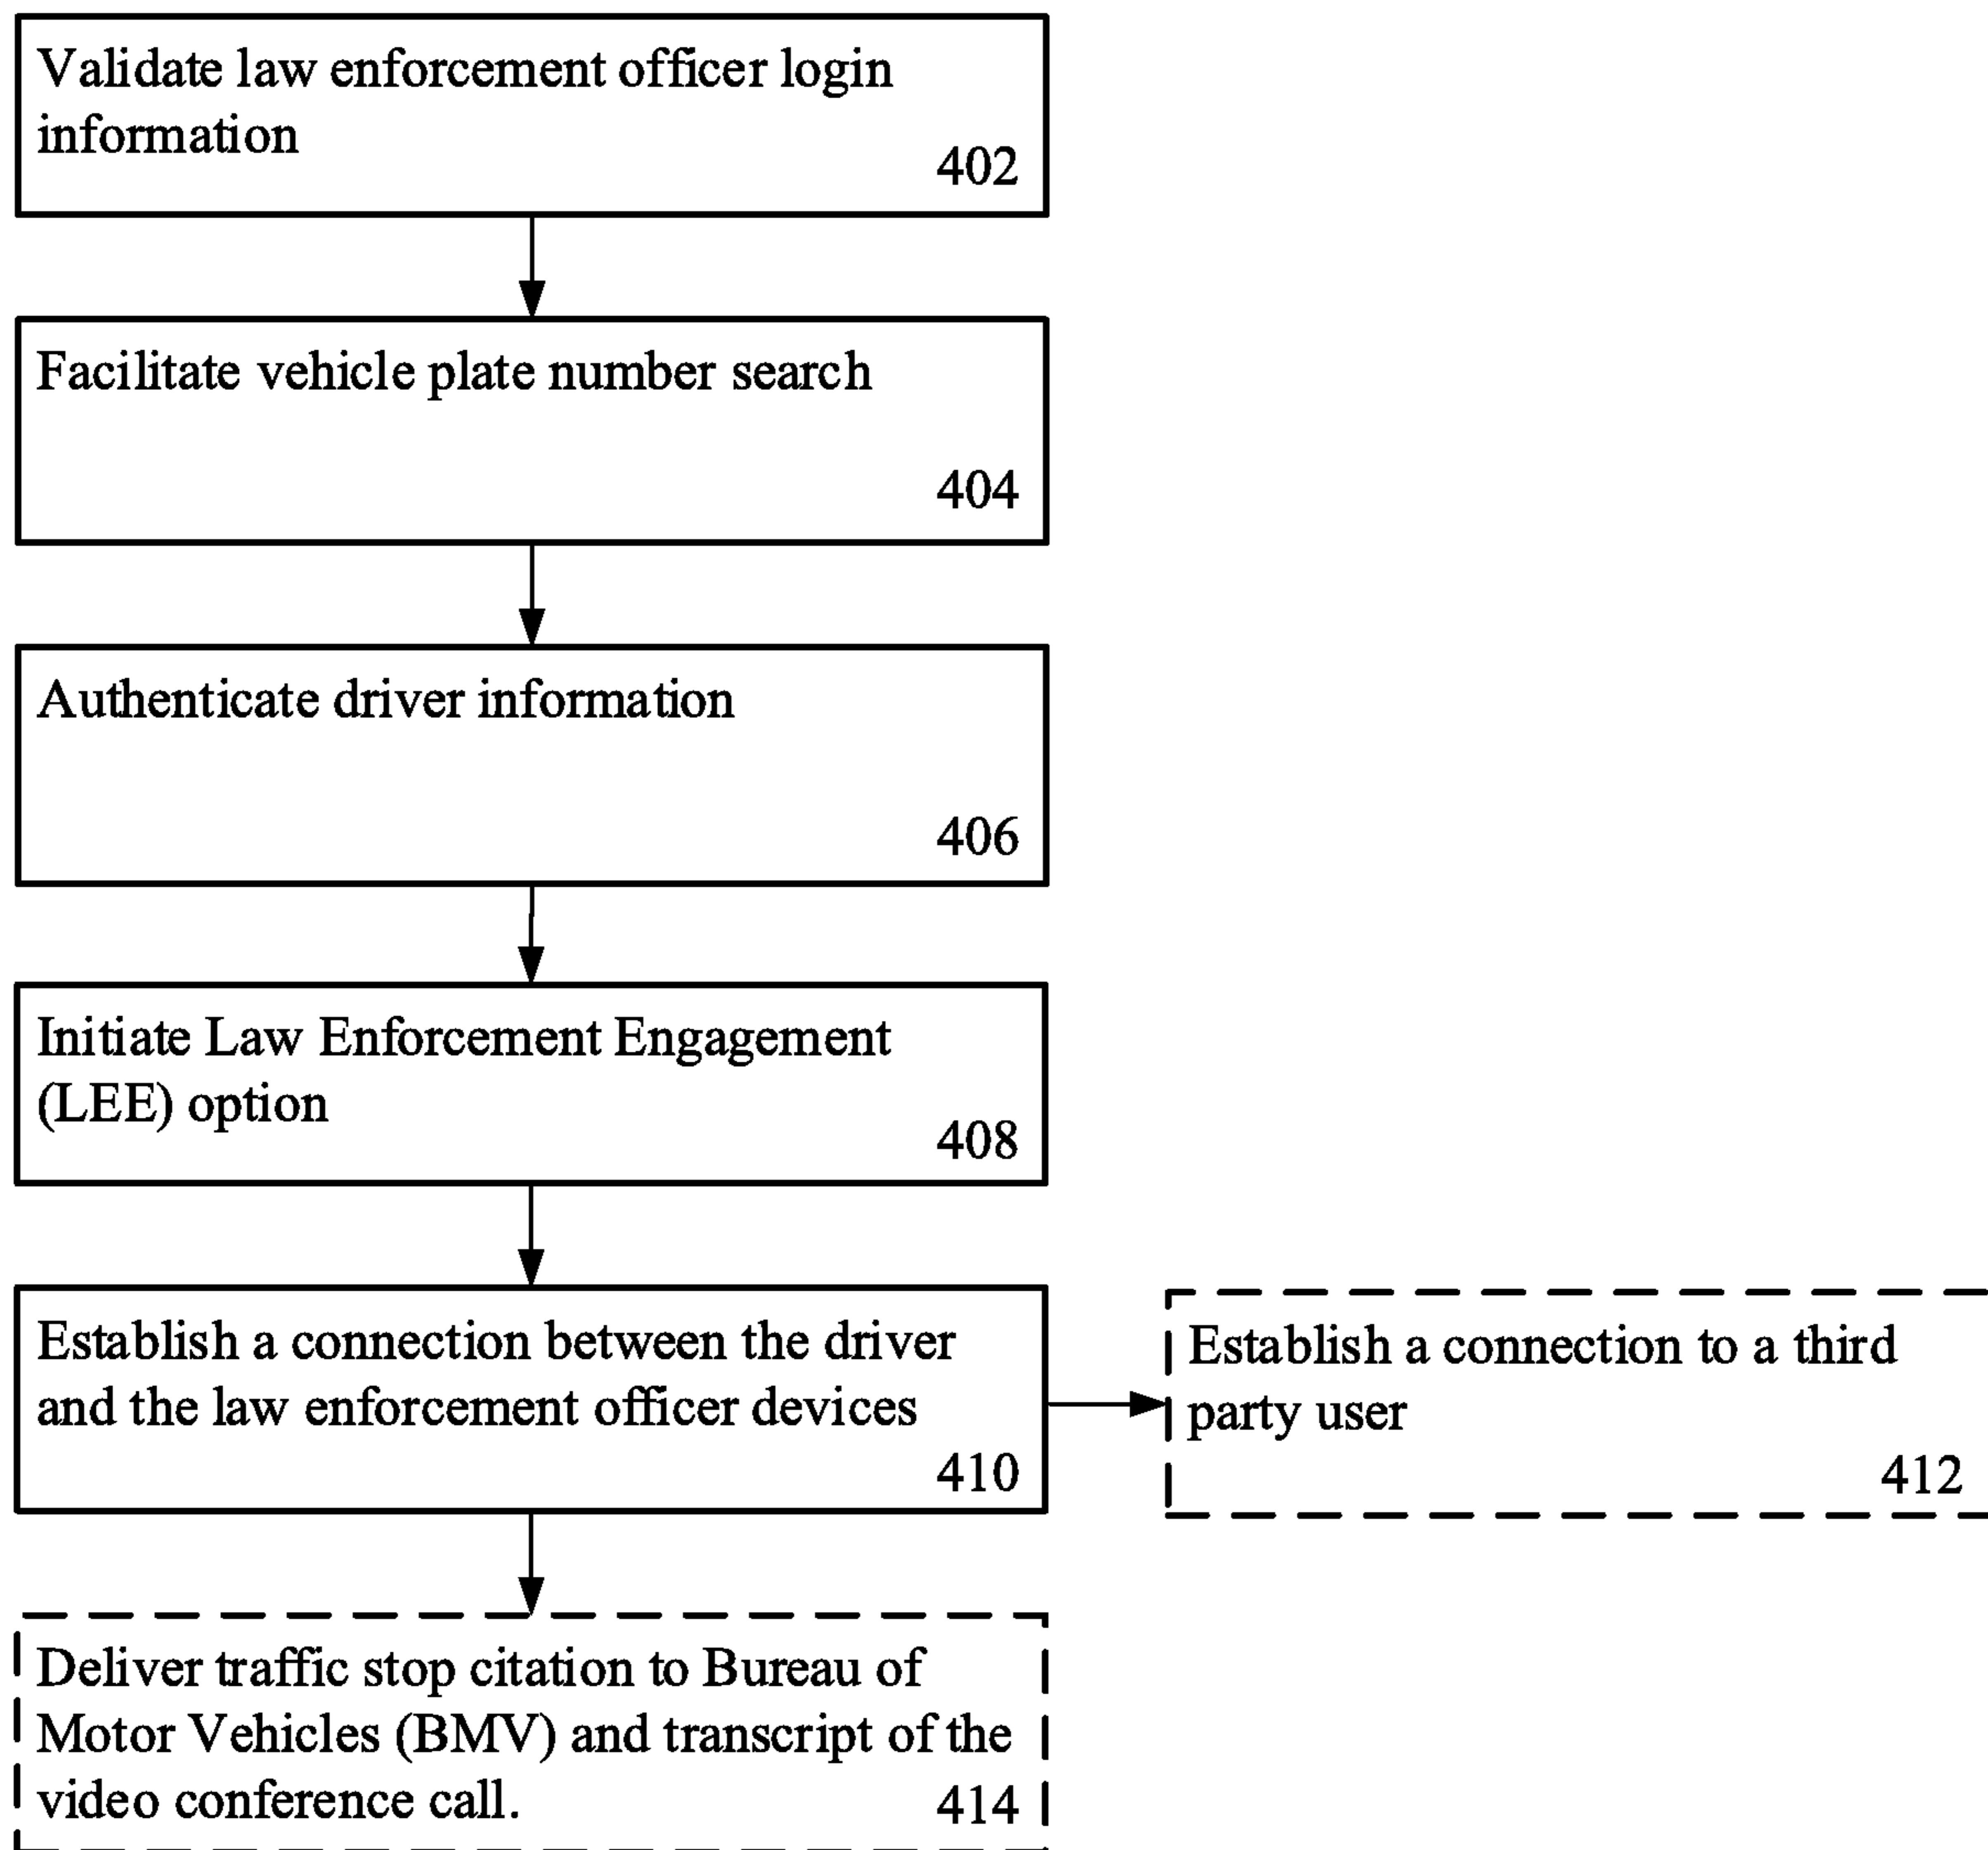 Validate law enforcement officer login
information
402
Facilitate vehicle plate number search
404
Authenticate driver information
406
Initiate Law Enforcement Engagement
(LEE) option
408
Establish a connection between the driver
and the law enforcement officer devices
410
Establish a connection to a third
party user
412
Deliver traffic stop citation to Bureau of
Motor Vehicles (BMV) and transcript of the
video conference call.
414